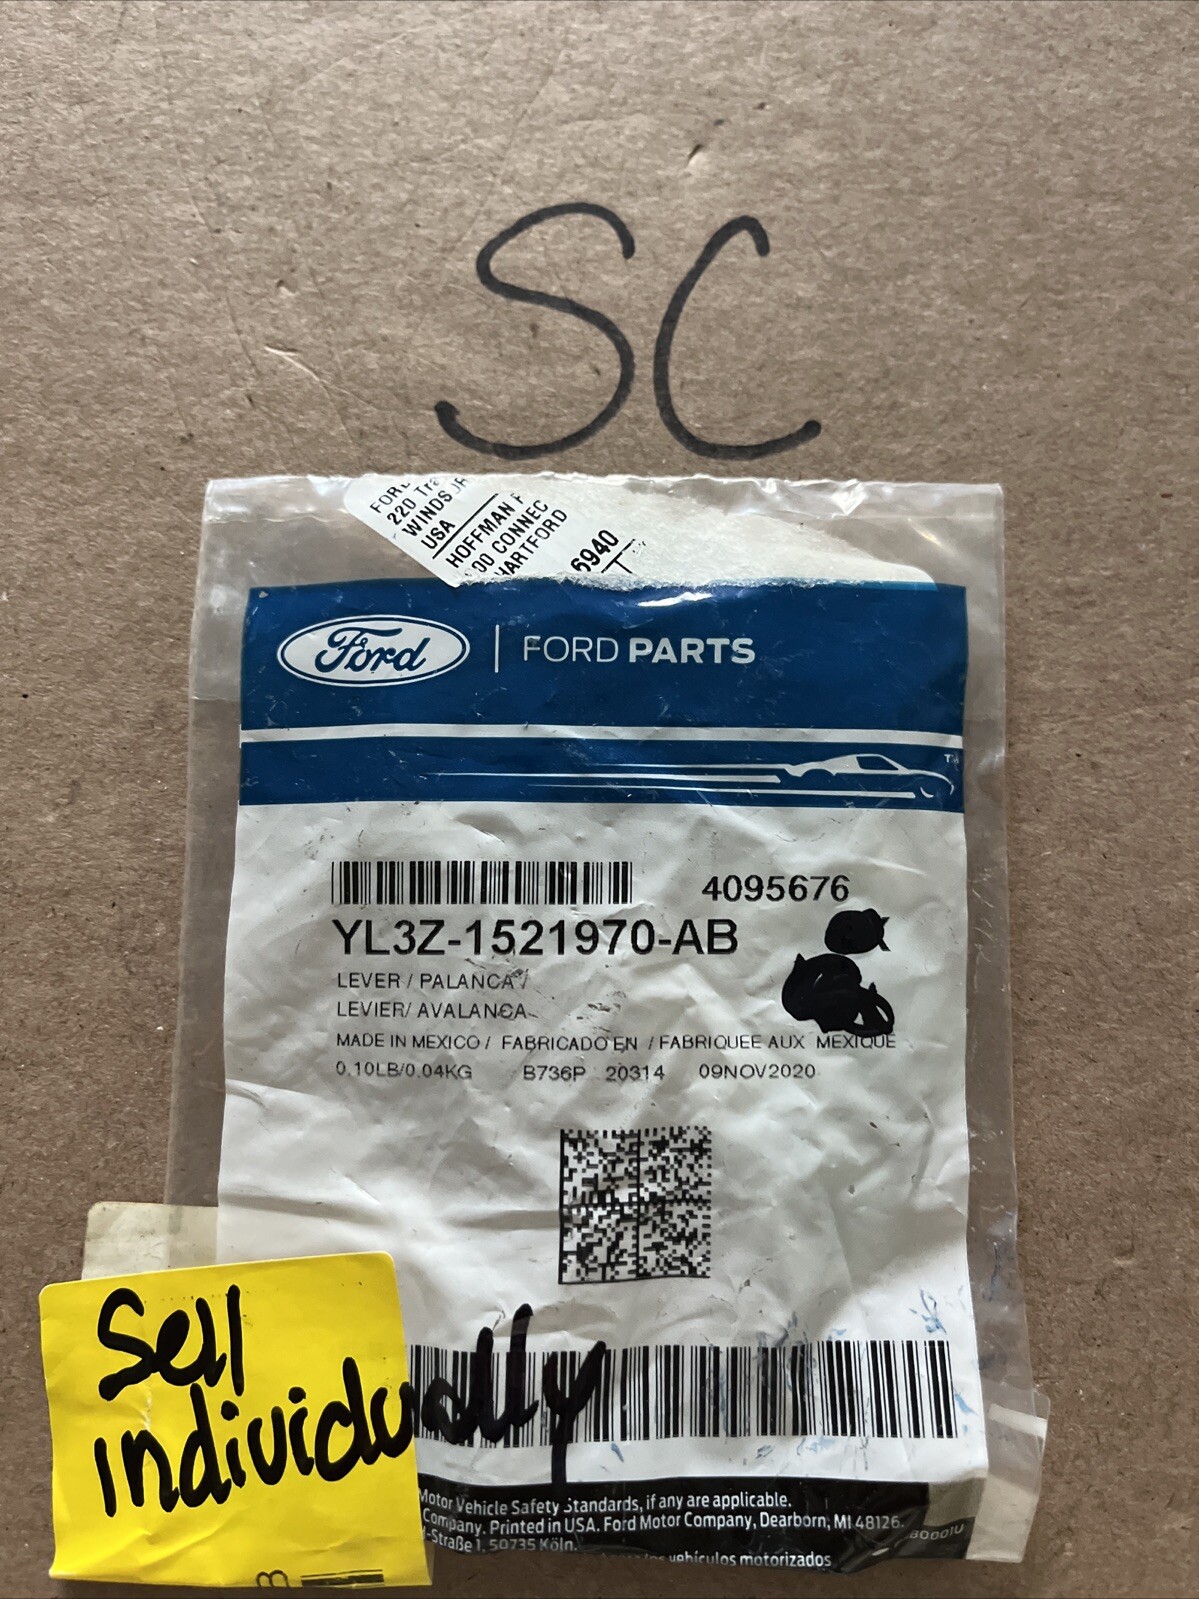 SC
220
WINDSOR
USA
HOFFMAN
00 CONNEC
HARTFORD
6940
Ford | FORD PARTS
TM
4095676
YL3Z-1521970-AB
LEVER / PALANCA /
LEVIER/ AVALANCA
MADE IN MEXICO / FABRICADO EN / FABRIQUEE AUX MEXIQUE
0.10LB/0.04KG B736P 20314 09NOV2020
Sell
individually
Motor Vehicle Safety Standards, if any are applicable.
Company. Printed in USA. Ford Motor Company, Dearborn, MI 48126.
-Straße 1, 50735 Köln.
vehículos motorizados